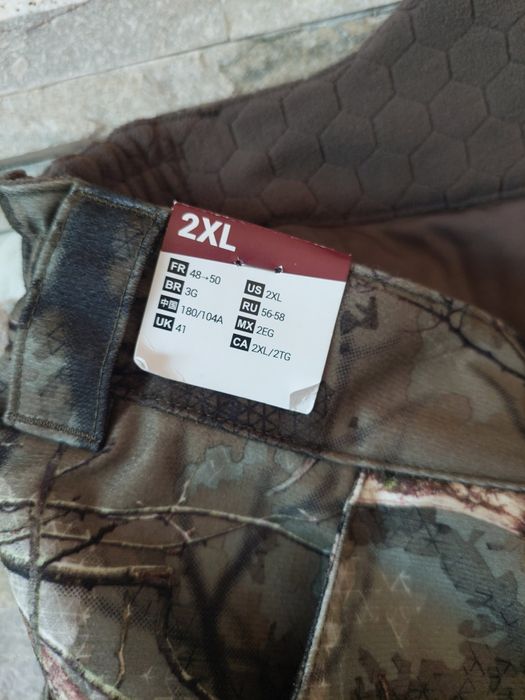 2XL
FR 48→50
BR 3G
中国 180/104A
UK 41
US 2XL
RU 56-58
MX 2EG
CA 2XL/2TG